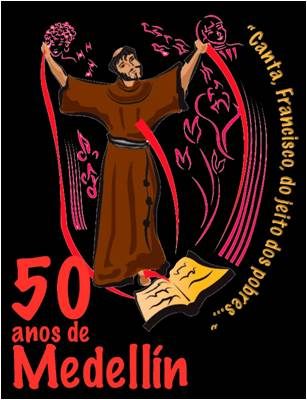 “Canta, Francisco, do jeito dos pobres...”
50
anos de
Medellín